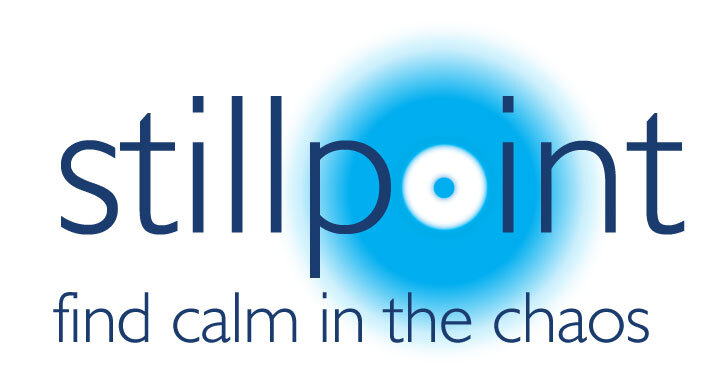 stillpoint
find calm in the chaos